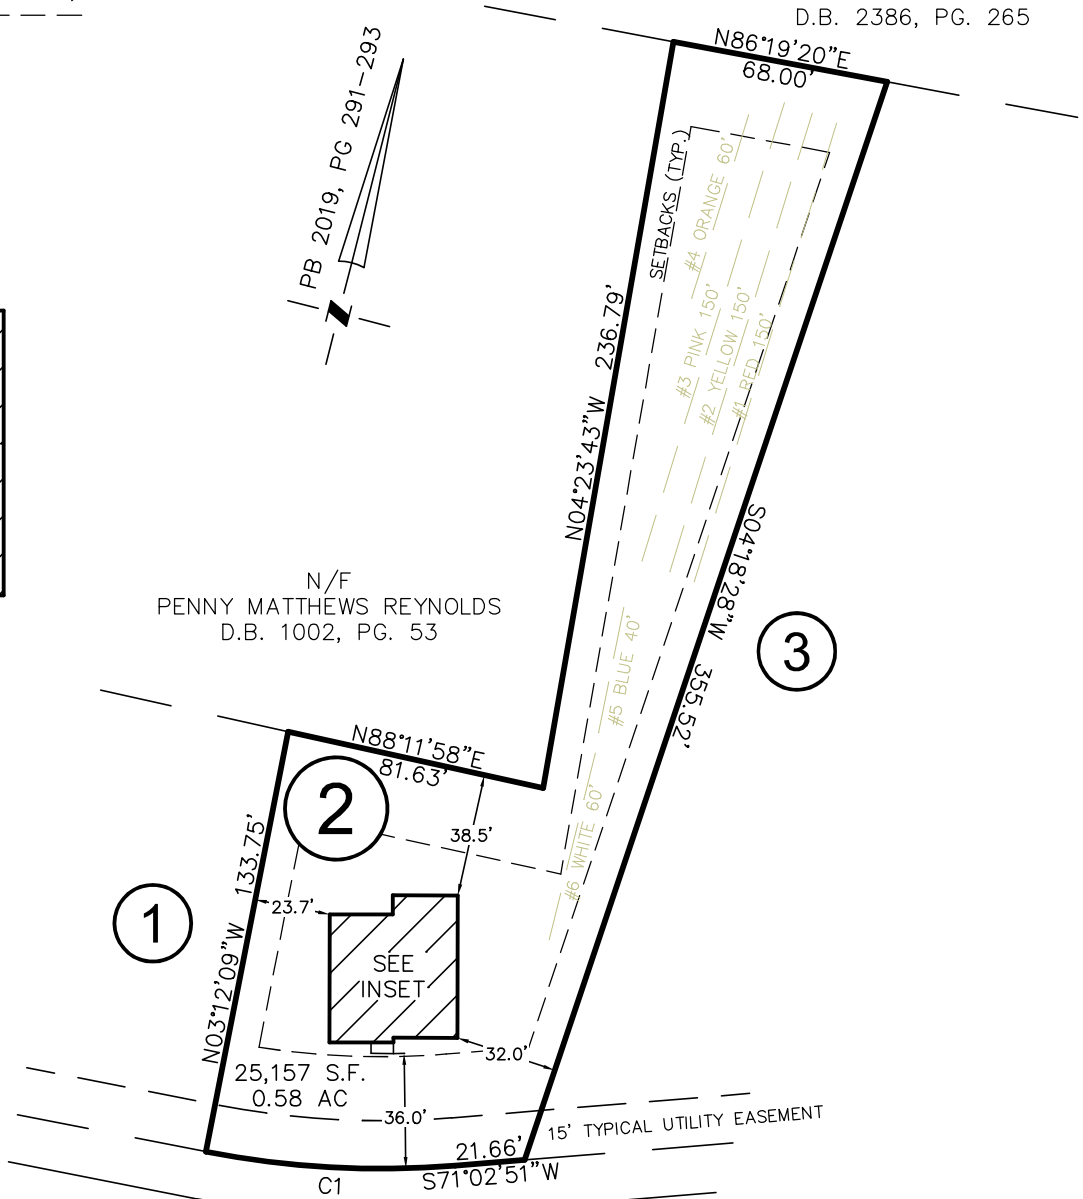 D.B. 2386, PG. 265
N86°19'20"E
68.00'
PB 2019, PG 291-293
SETBACKS (TYP.)
#4 ORANGE 60'
#3 PINK 150'
#2 YELLOW 150'
#1 RED 150'
N04°23'43"W 236.79'
S04°18'28"W 355.52'
N/F
PENNY MATTHEWS REYNOLDS
D.B. 1002, PG. 53
3
#5 BLUE 40'
N88°11'58"E
81.63'
2
38.5'
#6 WHITE 60'
N03°12'09"W 133.75'
23.7'
1
SEE
INSET
32.0'
25,157 S.F.
0.58 AC
36.0'
15' TYPICAL UTILITY EASEMENT
21.66'
S71°02'51"W
C1